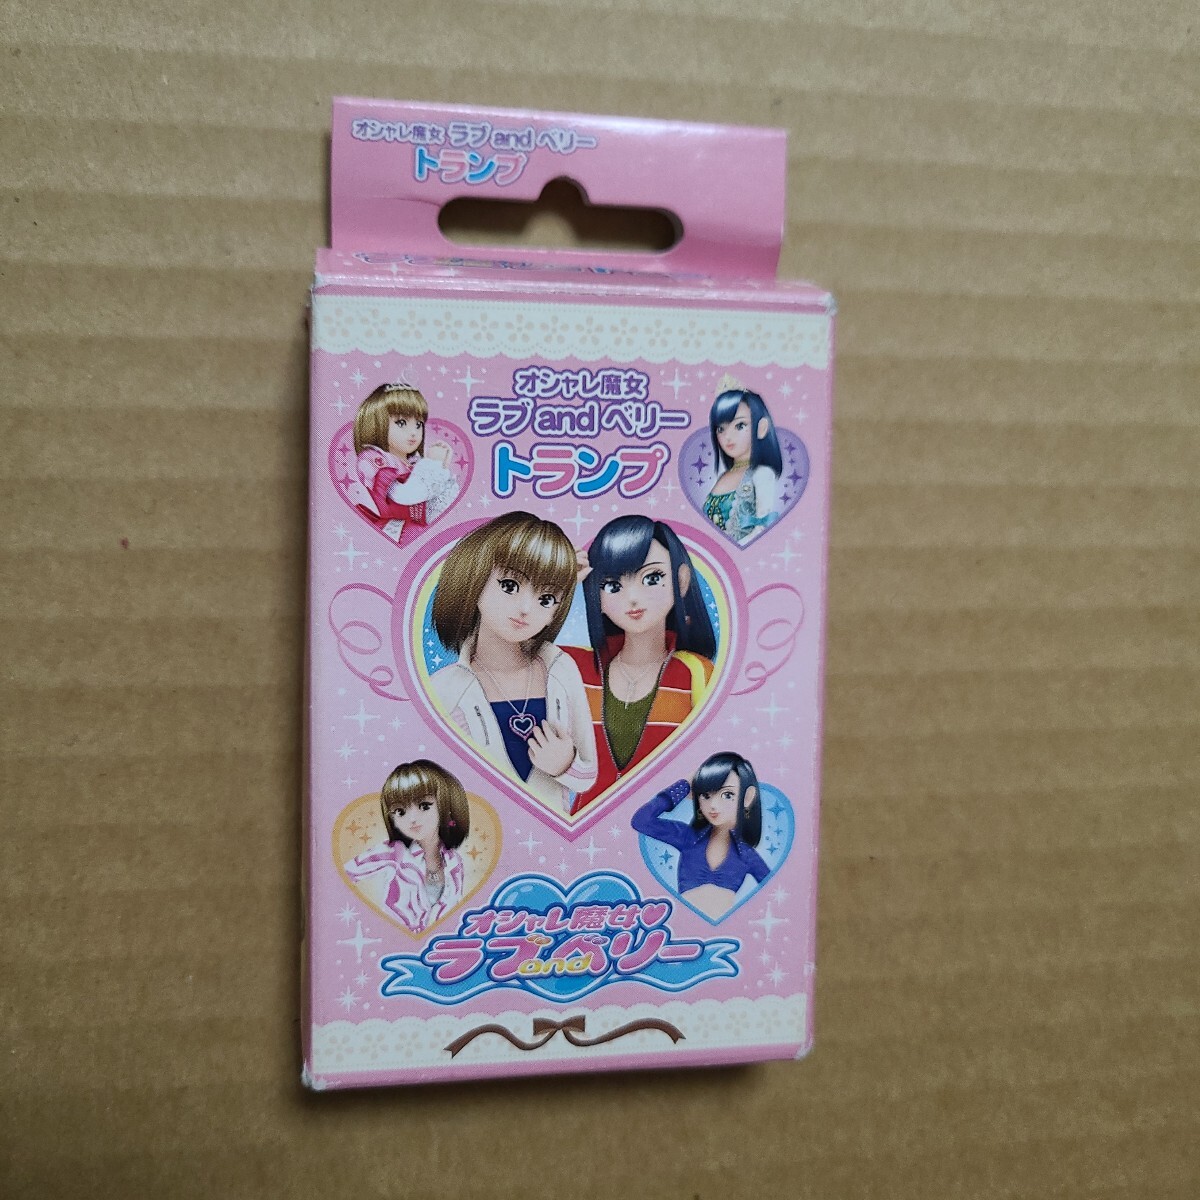 オシャレ魔女 ラブ and ベリー
トランプ
オシャレ魔女
ラブ and ベリー
トランプ
オシャレ魔女♥
ラブ and ベリー